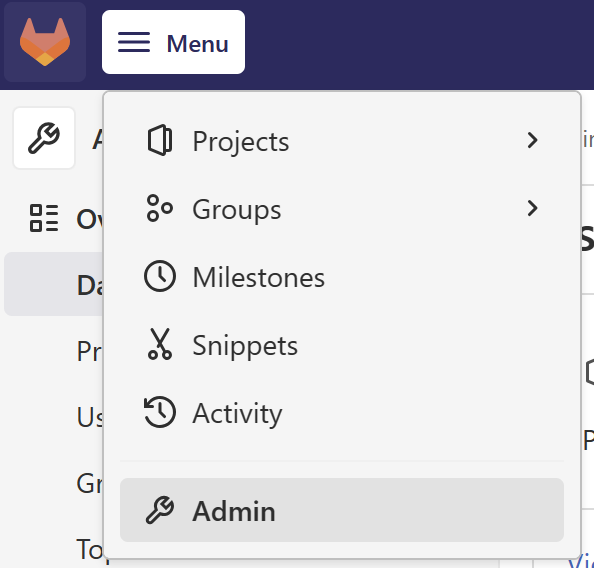 Menu
Projects
Groups
Milestones
Snippets
Activity
Admin